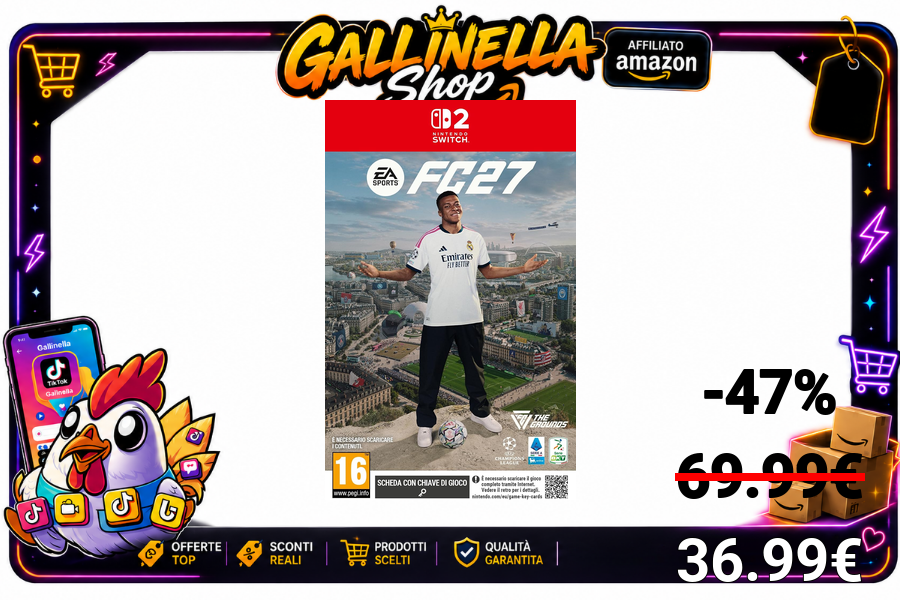 GALLINELLA
Shop
AFFILIATO
amazon
2
NINTENDO
SWITCH
EA
SPORTS
FC27
Emirates
FLY BETTER
Gallinella
TikTok
Gallinella
-47%
69.99€
36.99€
THE
GROUNDS
È NECESSARIO SCARICARE
I CONTENUTI.
CHAMPIONS
LEAGUE
16
www.pegi.info
SCHEDA CON CHIAVE DI GIOCO
È necessario scaricare il gioco
completo tramite Internet.
Vedere il retro per i dettagli.
nintendo.com/eu/game-key-cards
OFFERTE
TOP
SCONTI
REALI
PRODOTTI
SCELTI
QUALITÀ
GARANTITA